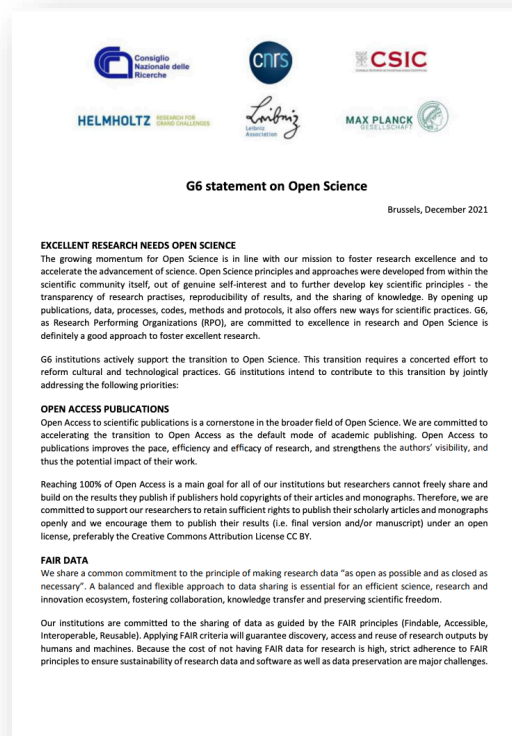 Consiglio
Nazionale delle
Ricerche
cnrs
CSIC
HELMHOLTZ RESEARCH FOR
GRAND CHALLENGES
Leibniz
Leibniz
Association
MAX PLANCK
GESELLSCHAFT
G6 statement on Open Science
Brussels, December 2021
EXCELLENT RESEARCH NEEDS OPEN SCIENCE
The growing momentum for Open Science is in line with our mission to foster research excellence and to
accelerate the advancement of science. Open Science principles and approaches were developed from within the
scientific community itself, out of genuine self-interest and to further develop key scientific principles - the
transparency of research practises, reproducibility of results, and the sharing of knowledge. By opening up
publications, data, processes, codes, methods and protocols, it also offers new ways for scientific practices. G6,
as Research Performing Organizations (RPO), are committed to excellence in research and Open Science is
definitely a good approach to foster excellent research.
G6 institutions actively support the transition to Open Science. This transition requires a concerted effort to
reform cultural and technological practices. G6 institutions intend to contribute to this transition by jointly
addressing the following priorities:
OPEN ACCESS PUBLICATIONS
Open Access to scientific publications is a cornerstone in the broader field of Open Science. We are committed to
accelerating the transition to Open Access as the default mode of academic publishing. Open Access to
publications improves the pace, efficiency and efficacy of research, and strengthens the authors' visibility, and
thus the potential impact of their work.
Reaching 100% of Open Access is a main goal for all of our institutions but researchers cannot freely share and
build on the results they publish if publishers hold copyrights of their articles and monographs. Therefore, we are
committed to support our researchers to retain sufficient rights to publish their scholarly articles and monographs
openly and we encourage them to publish their results (i.e. final version and/or manuscript) under an open
license, preferably the Creative Commons Attribution License CC BY.
FAIR DATA
We share a common commitment to the principle of making research data "as open as possible and as closed as
necessary". A balanced and flexible approach to data sharing is essential for an efficient science, research and
innovation ecosystem, fostering collaboration, knowledge transfer and preserving scientific freedom.
Our institutions are committed to the sharing of data as guided by the FAIR principles (Findable, Accessible,
Interoperable, Reusable). Applying FAIR criteria will guarantee discovery, access and reuse of research outputs by
humans and machines. Because the cost of not having FAIR data for research is high, strict adherence to FAIR
principles to ensure sustainability of research data and software as well as data preservation are major challenges.